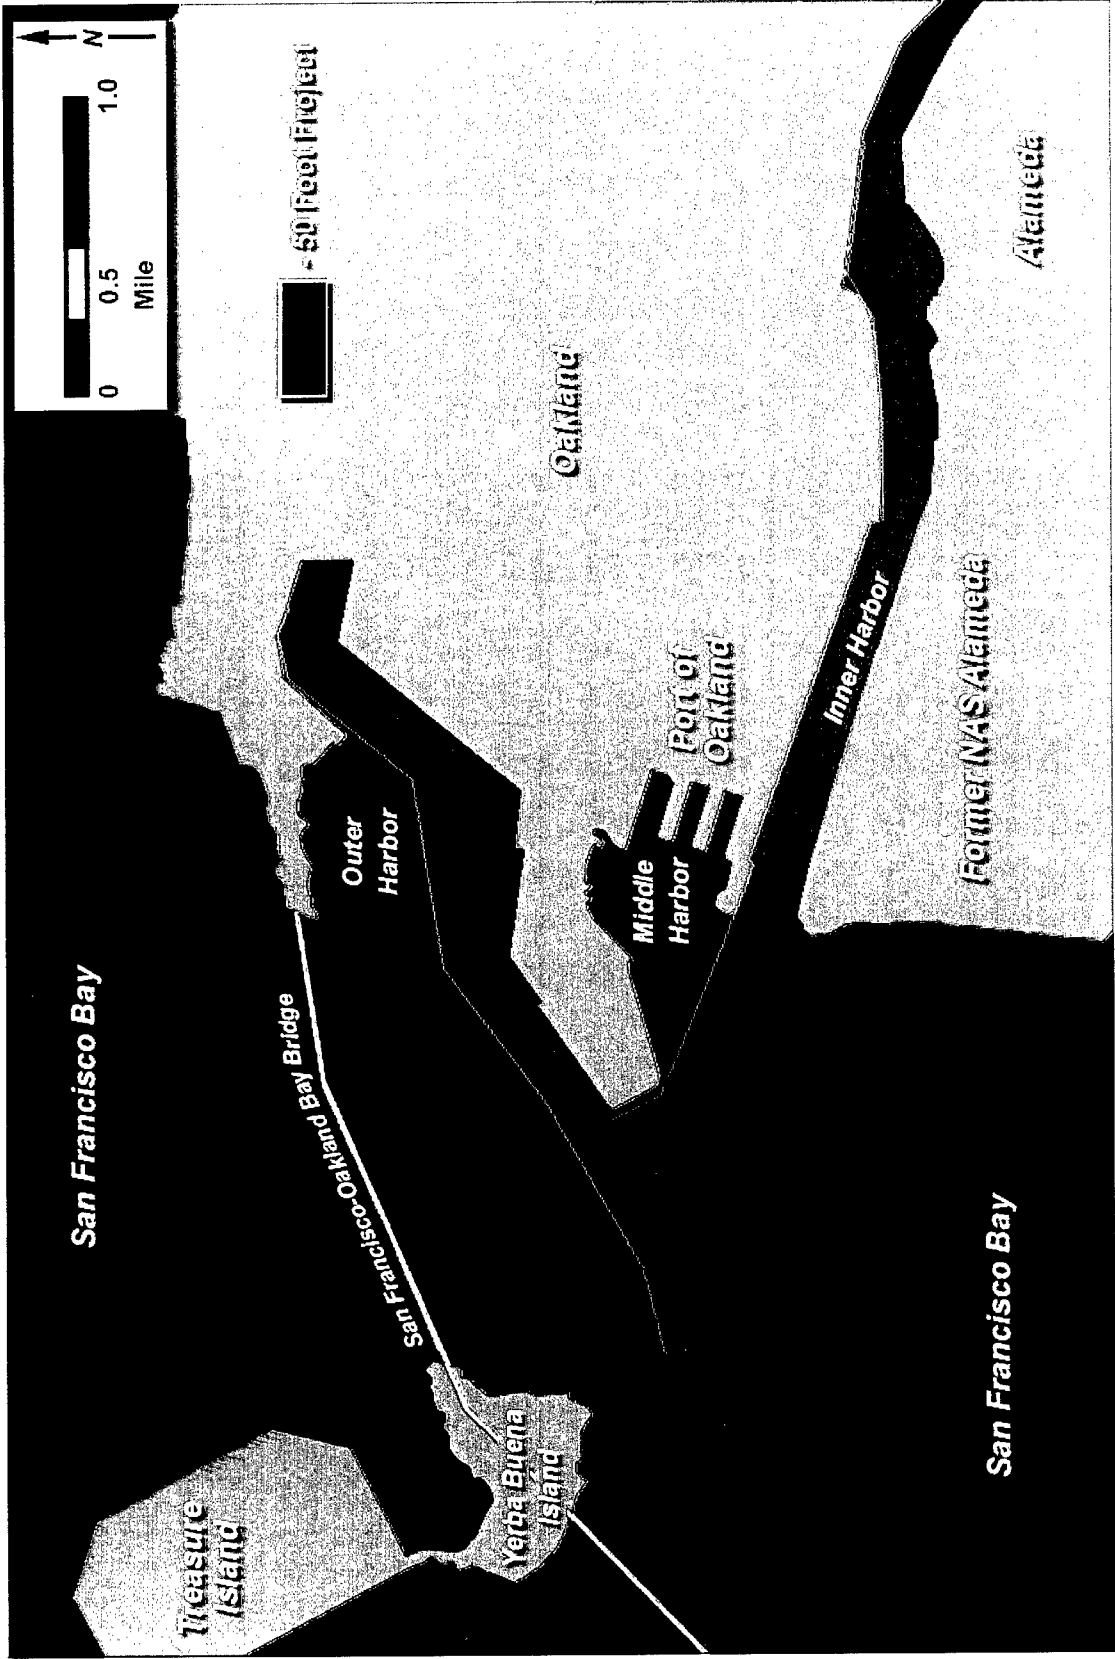 N
0
0.5
1.0
Mile
- 50 Foot Project
San Francisco Bay
San Francisco-Oakland Bay Bridge
Treasure
Island
Yerba Buena
Island
Outer
Harbor
Oakland
Middle
Harbor
Port of
Oakland
Inner Harbor
Former NAS Alameda
Alameda
San Francisco Bay